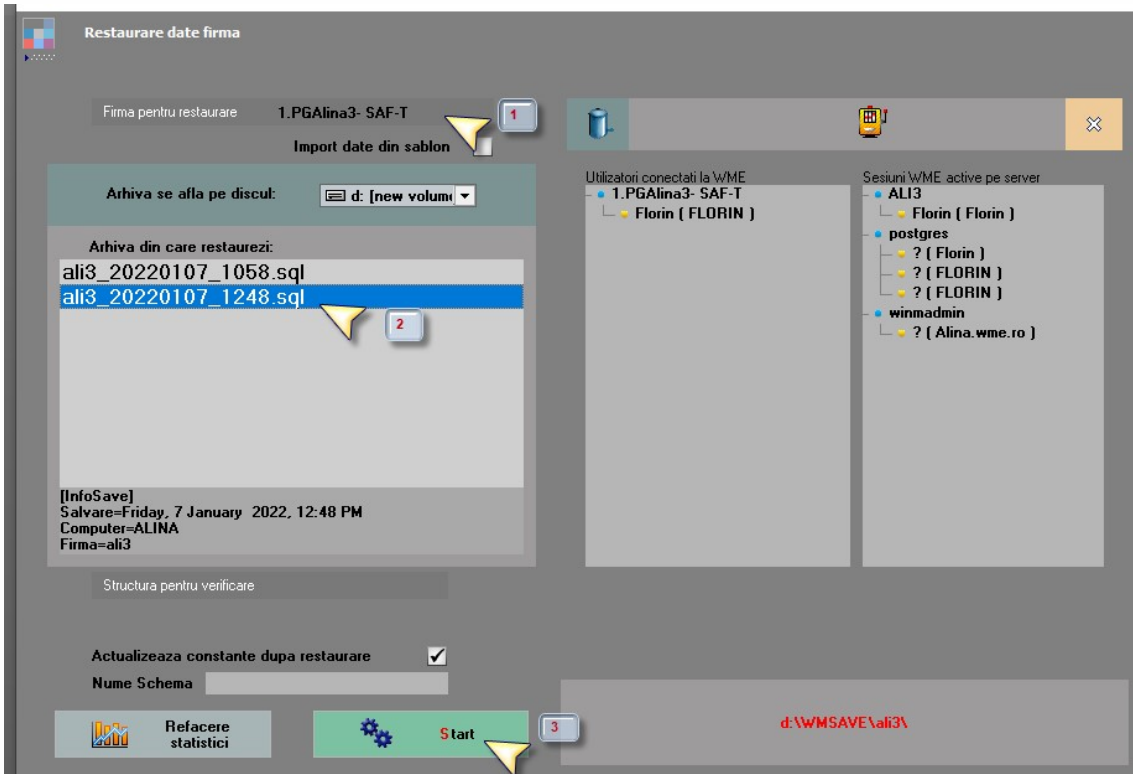 Restaurare date firma
Firma pentru restaurare 1.PGAlina3- SAF-T
1
Import date din sablon
Arhiva se afla pe discul: d: [new volum
Arhiva din care restaurezi:
ali3_20220107_1058.sql
ali3_20220107_1248.sql
2
[InfoSave]
Salvare=Friday, 7 January 2022, 12:48 PM
Computer=ALINA
Firma=ali3
Structura pentru verificare
Actualizeaza constante dupa restaurare
Nume Schema
Refacere
statistici
Start
3
Utilizatori conectati la WME
1.PGAlina3- SAF-T
Florin ( FLORIN )
Sesiuni WME active pe server
ALI3
Florin ( Florin )
postgres
? ( Florin )
? ( FLORIN )
? ( FLORIN )
winmadmin
? ( Alina.wme.ro )
d:\WMSAVE\ali3\